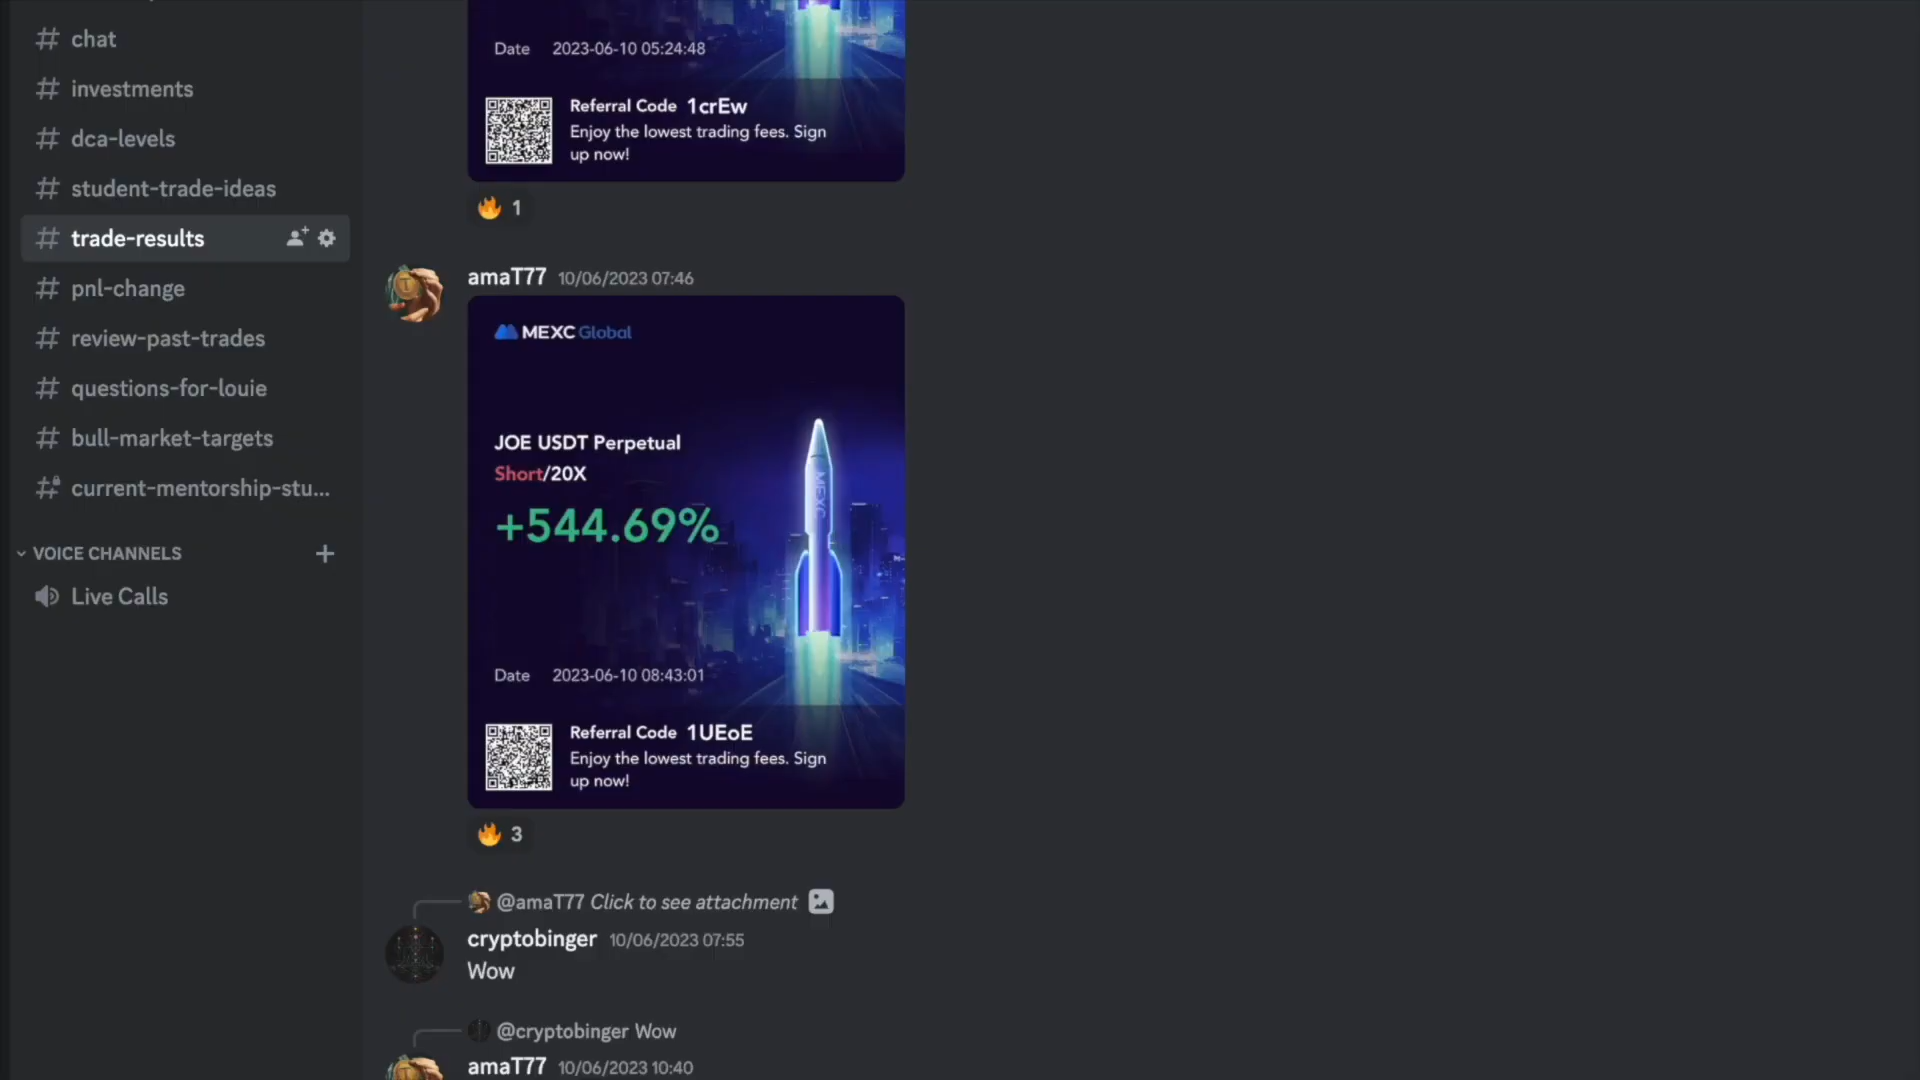 chat
investments
dca-levels
student-trade-ideas
trade-results
pnl-change
review-past-trades
questions-for-louie
bull-market-targets
current-mentorship-stu...
VOICE CHANNELS
Live Calls
Date 2023-06-10 05:24:48
Referral Code 1crEw
Enjoy the lowest trading fees. Sign
up now!
🔥 1
amaT77 10/06/2023 07:46
MEXC Global
JOE USDT Perpetual
Short/20X
+544.69%
MEXC
Date 2023-06-10 08:43:01
Referral Code 1UEoE
Enjoy the lowest trading fees. Sign
up now!
🔥 3
@amaT77 Click to see attachment
cryptobinger 10/06/2023 07:55
Wow
@cryptobinger Wow
amaT77 10/06/2023 10:40